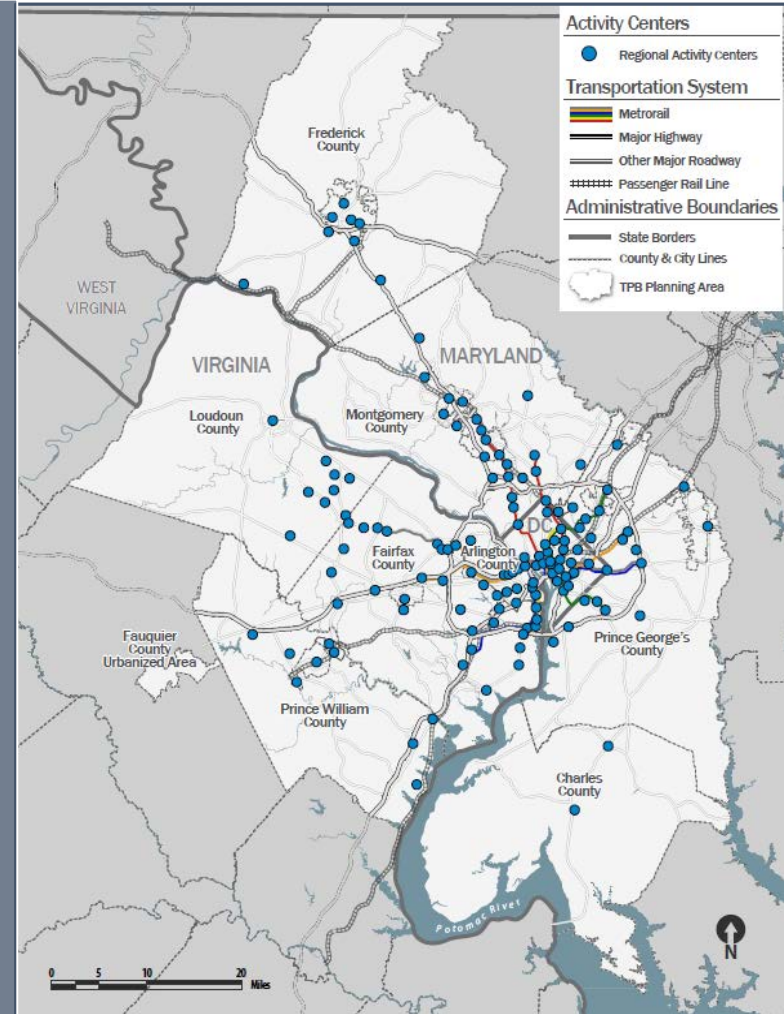 Activity Centers
Regional Activity Centers
Transportation System
Metrorail
Major Highway
Other Major Roadway
Passenger Rail Line
Administrative Boundaries
State Borders
County & City Lines
TPB Planning Area
Frederick
County
WEST
VIRGINIA
VIRGINIA
MARYLAND
Loudoun
County
Montgomery
County
DC
Fairfax
County
Arlington
County
Fauquier
County
Urbanized Area
Prince George's
County
Prince William
County
Charles
County
Potomac River
0 5 10 20
Miles
N